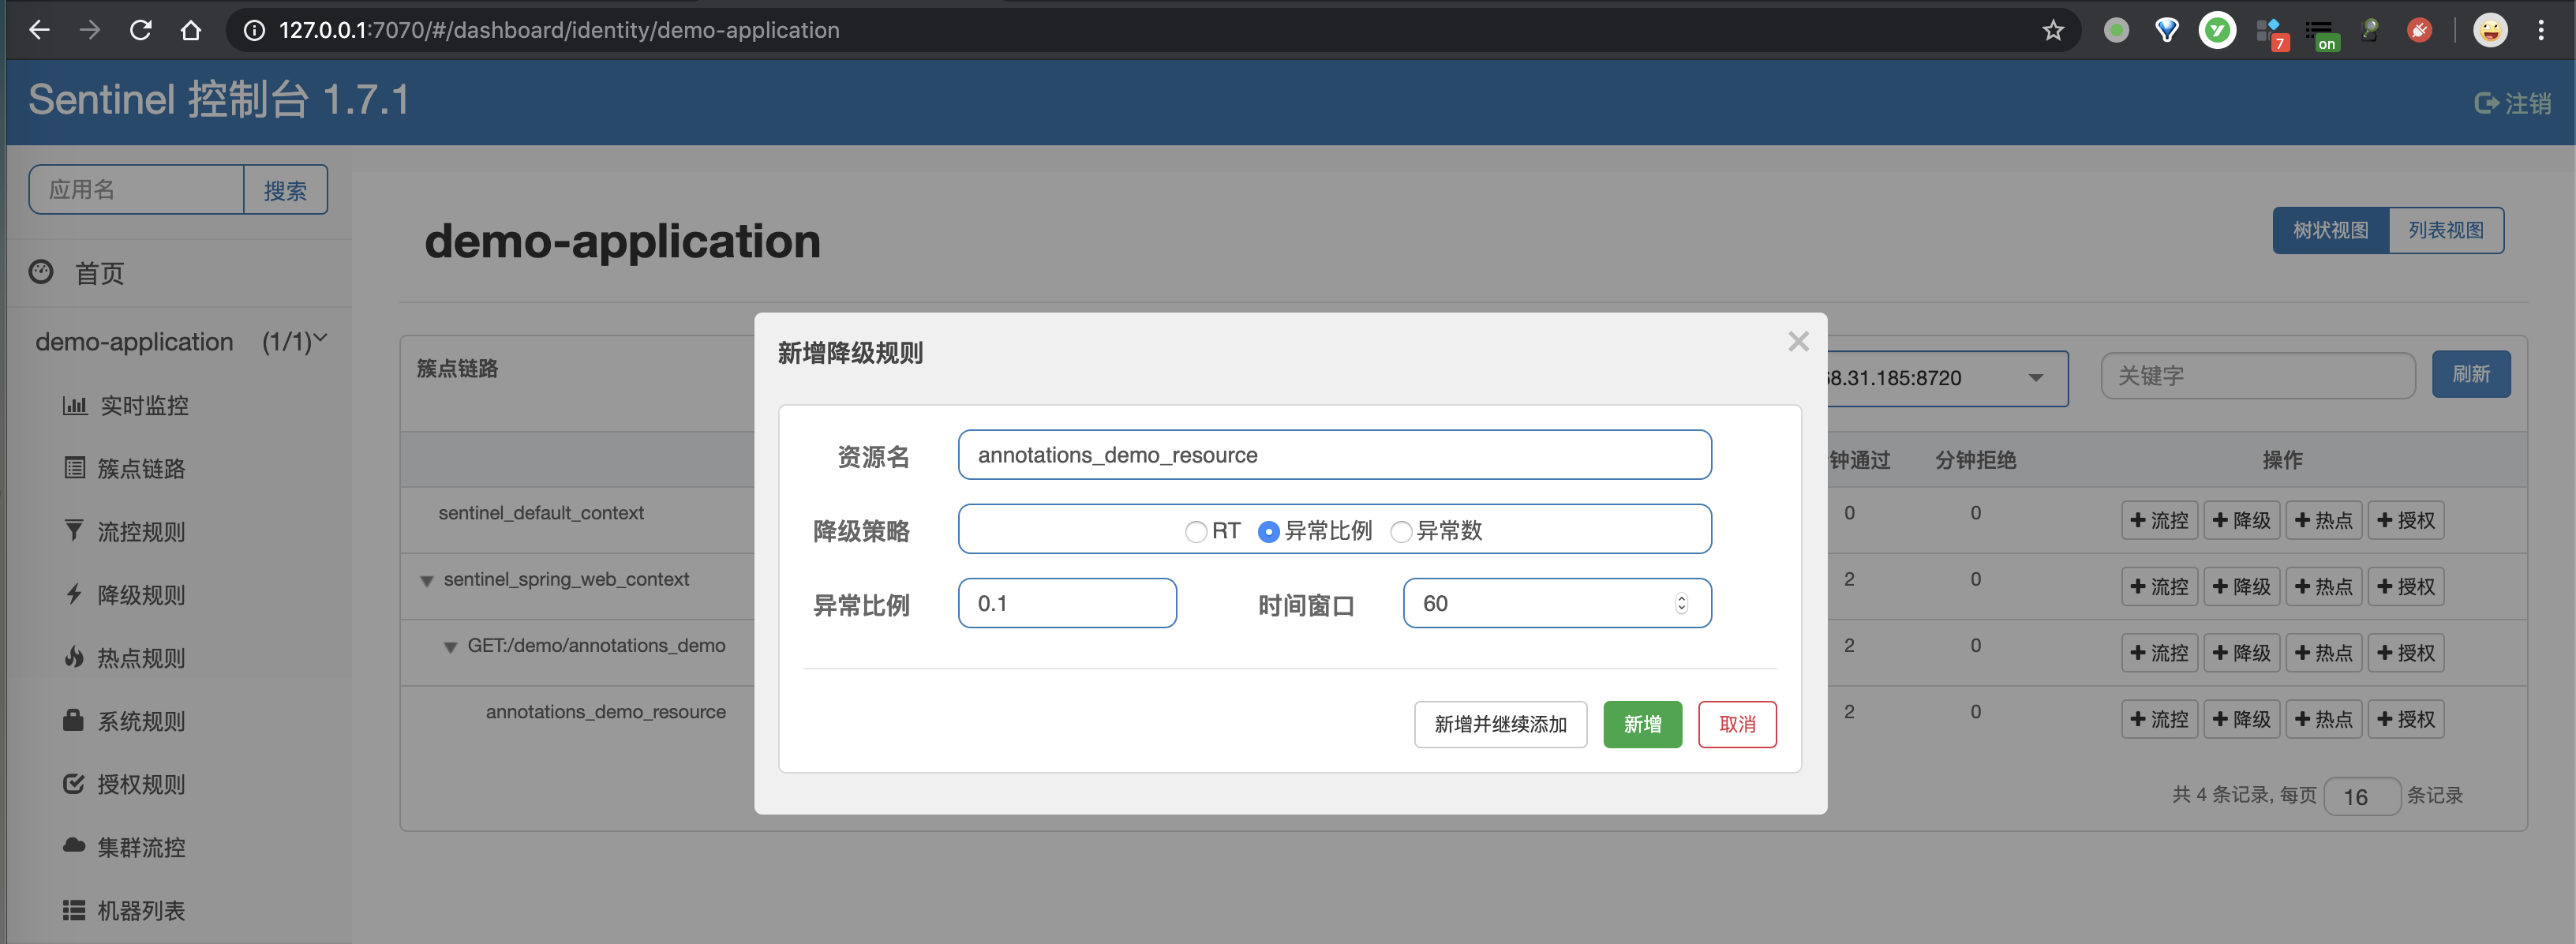 127.0.0.1:7070/#/dashboard/identity/demo-application
7
on
Sentinel 控制台 1.7.1
注销
应用名
搜索
首页
demo-application (1/1)
实时监控
簇点链路
流控规则
降级规则
热点规则
系统规则
授权规则
集群流控
机器列表
demo-application
树状视图
列表视图
簇点链路
68.31.185:8720
关键字
刷新
钟通过
分钟拒绝
操作
sentinel_default_context
0
0
流控
降级
热点
授权
sentinel_spring_web_context
2
0
流控
降级
热点
授权
GET:/demo/annotations_demo
2
0
流控
降级
热点
授权
annotations_demo_resource
2
0
流控
降级
热点
授权
共 4 条记录, 每页 16 条记录
新增降级规则
资源名
annotations_demo_resource
降级策略
RT 异常比例 异常数
异常比例
0.1
时间窗口
60
新增并继续添加
新增
取消